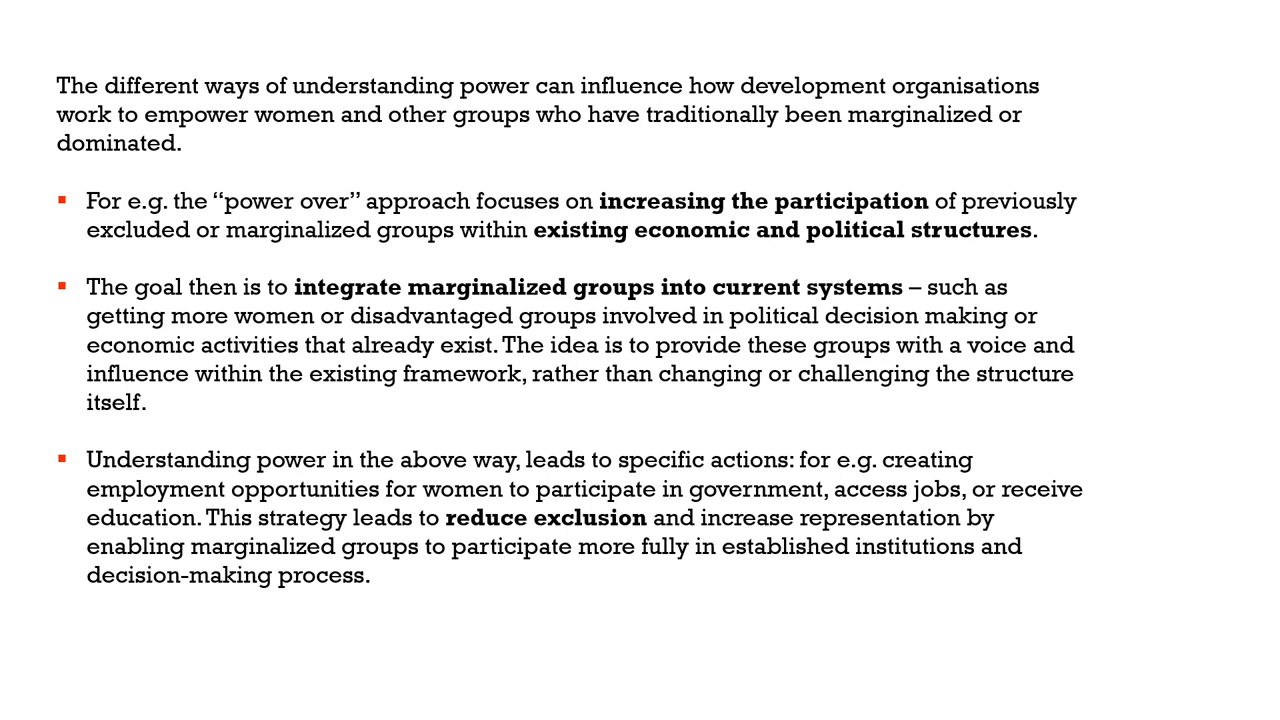 The different ways of understanding power can influence how development organisations
work to empower women and other groups who have traditionally been marginalized or
dominated.
▪ For e.g. the “power over” approach focuses on increasing the participation of previously
excluded or marginalized groups within existing economic and political structures.
▪ The goal then is to integrate marginalized groups into current systems – such as
getting more women or disadvantaged groups involved in political decision making or
economic activities that already exist. The idea is to provide these groups with a voice and
influence within the existing framework, rather than changing or challenging the structure
itself.
▪ Understanding power in the above way, leads to specific actions: for e.g. creating
employment opportunities for women to participate in government, access jobs, or receive
education. This strategy leads to reduce exclusion and increase representation by
enabling marginalized groups to participate more fully in established institutions and
decision-making process.